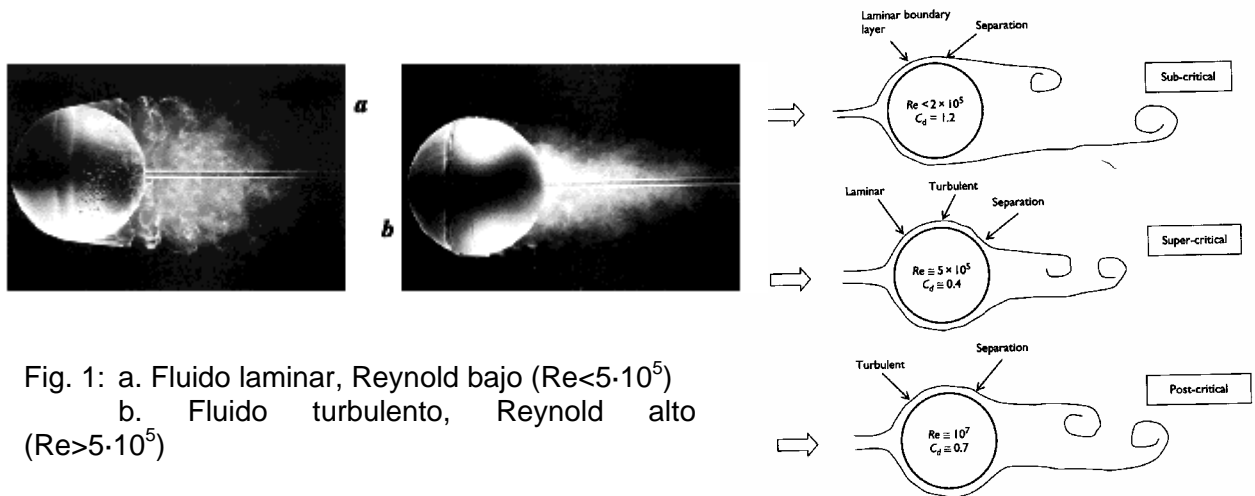 a
b
Fig. 1: a. Fluido laminar, Reynold bajo (Re<5·10⁵)
b. Fluido turbulento, Reynold alto
(Re>5·10⁵)
Laminar boundary
layer
Separation
Re < 2 × 10⁵
C_d = 1.2
Sub-critical
Laminar
Turbulent
Separation
Re ≅ 5 × 10⁵
C_d ≅ 0.4
Super-critical
Turbulent
Separation
Re ≅ 10⁷
C_d ≅ 0.7
Post-critical